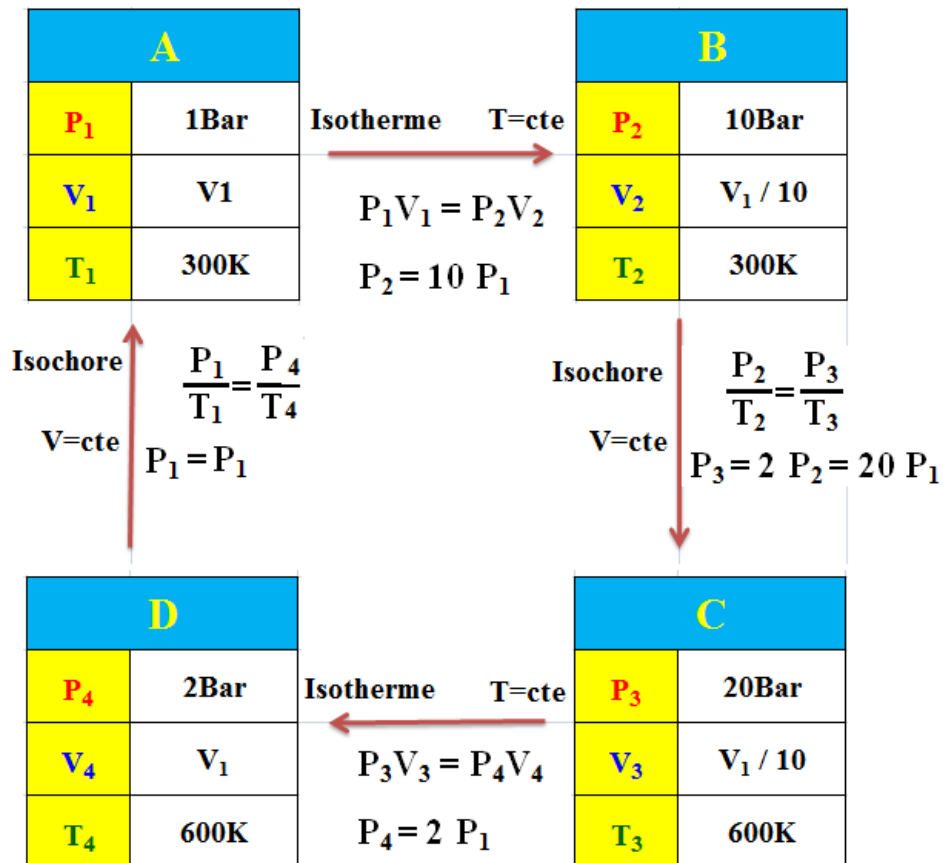 A
P₁ 1Bar
V₁ V1
T₁ 300K
Isotherme T=cte
P₁V₁ = P₂V₂
P₂ = 10 P₁
B
P₂ 10Bar
V₂ V₁ / 10
T₂ 300K
Isochore
V=cte
P₁/T₁ = P₄/T₄
P₁ = P₁
Isochore
V=cte
P₂/T₂ = P₃/T₃
P₃ = 2 P₂ = 20 P₁
D
P₄ 2Bar
V₄ V₁
T₄ 600K
Isotherme T=cte
P₃V₃ = P₄V₄
P₄ = 2 P₁
C
P₃ 20Bar
V₃ V₁ / 10
T₃ 600K